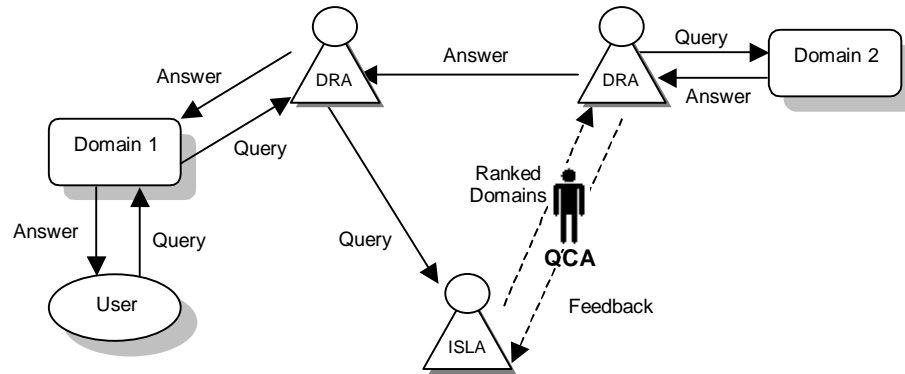 Query
Answer
Domain 2
DRA
DRA
Answer
Answer
Domain 1
Query
Ranked
Domains
Answer
Query
Query
QCA
User
Feedback
ISLA